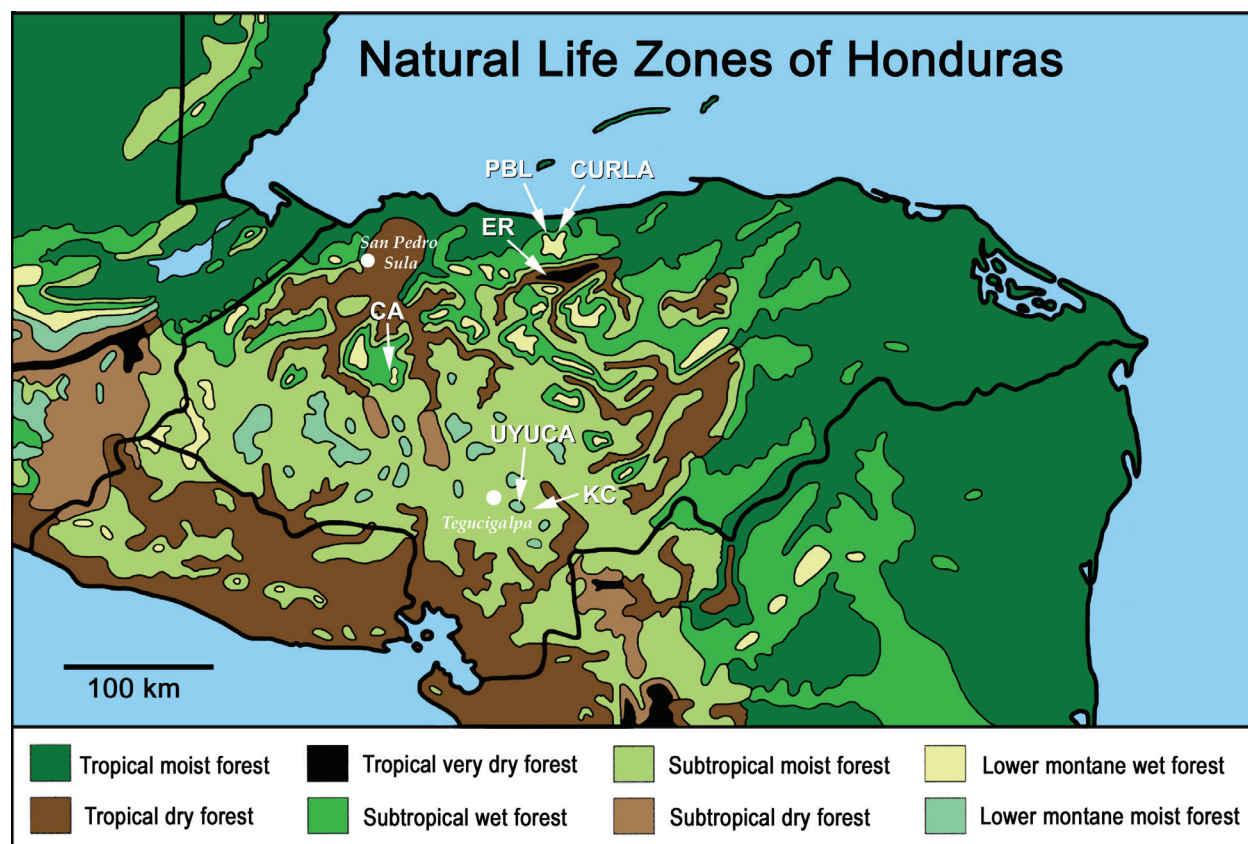 Natural Life Zones of Honduras
PBL
CURLA
ER
San Pedro
Sula
CA
UYUCA
KC
Tegucigalpa
100 km
Tropical moist forest
Tropical very dry forest
Subtropical moist forest
Lower montane wet forest
Tropical dry forest
Subtropical wet forest
Subtropical dry forest
Lower montane moist forest